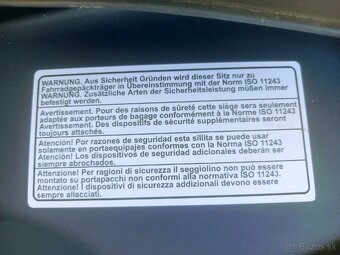 WARNUNG. Aus Sicherheit Gründen wird dieser Sitz nur zu
Fahrradgepäckträger in Übereinstimmung mit der Norm ISO 11243
WARNUNG. Zusätzliche Arten der Sicherheitsleistung müßen immer
befestigt werden.
Avertissement. Pour des raisons de sûreté cette siège sera seulement
adaptée aux porteurs de bagage conformément à la Norme ISO 11243
Avertissement. Des dispositifs de sécurité supplémentaires seront
toujours attachés.
Atención! Por razones de seguridad esta sillita se puede usar
solamente en portaequipajes conformes con la Norma ISO 11243
Atención! Los dispositivos de seguridad adicionales deberán ser
siempre abrochados.
Attenzione! Per ragioni di sicurezza il seggiolino non può essere
montato su portapacchi non conformi alla normativa ISO 11243.
Attenzione! I dispositivi di sicurezza addizionali devono essere
sempre allacciati.
bazos.sk